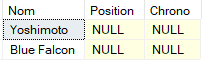 Nom Position Chrono
Yoshimoto NULL NULL
Blue Falcon NULL NULL